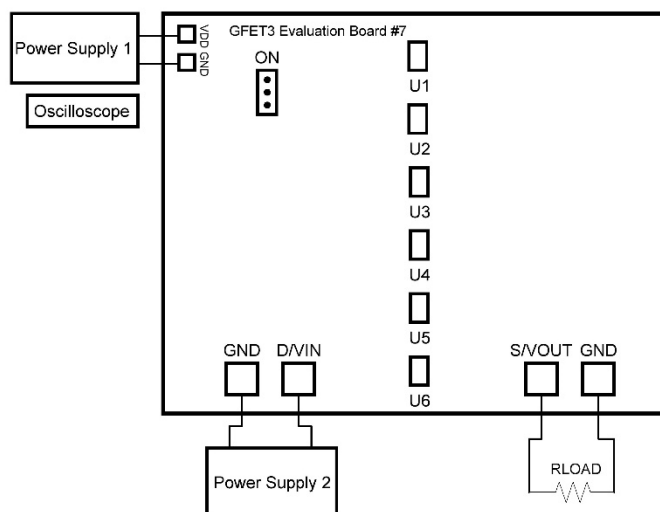 GFET3 Evaluation Board #7
Power Supply 1
VDD
GND
Oscilloscope
ON
U1
U2
U3
U4
U5
U6
GND D/VIN
S/VOUT GND
Power Supply 2
RLOAD